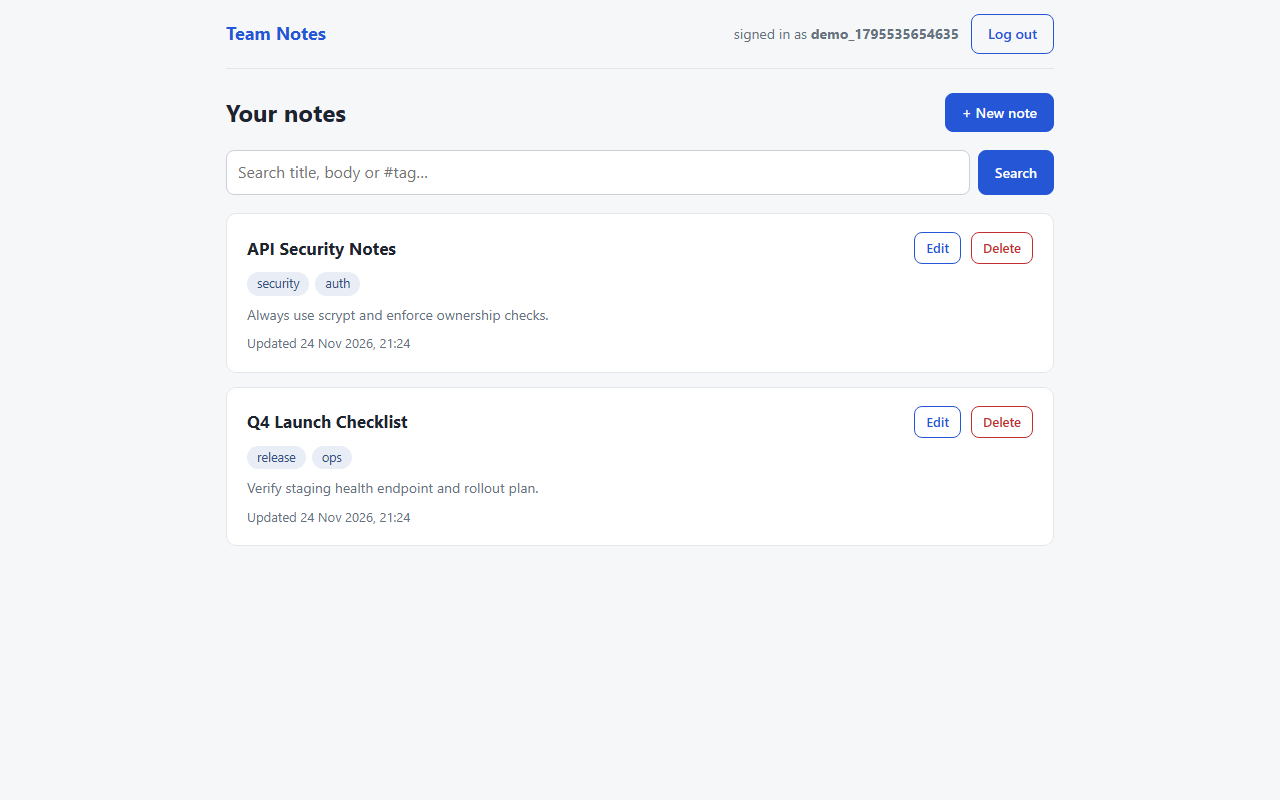 Team Notes
signed in as demo_1795535654635
Log out
Your notes
+ New note
Search title, body or #tag...
Search
API Security Notes
Edit
Delete
security
auth
Always use scrypt and enforce ownership checks.
Updated 24 Nov 2026, 21:24
Q4 Launch Checklist
Edit
Delete
release
ops
Verify staging health endpoint and rollout plan.
Updated 24 Nov 2026, 21:24